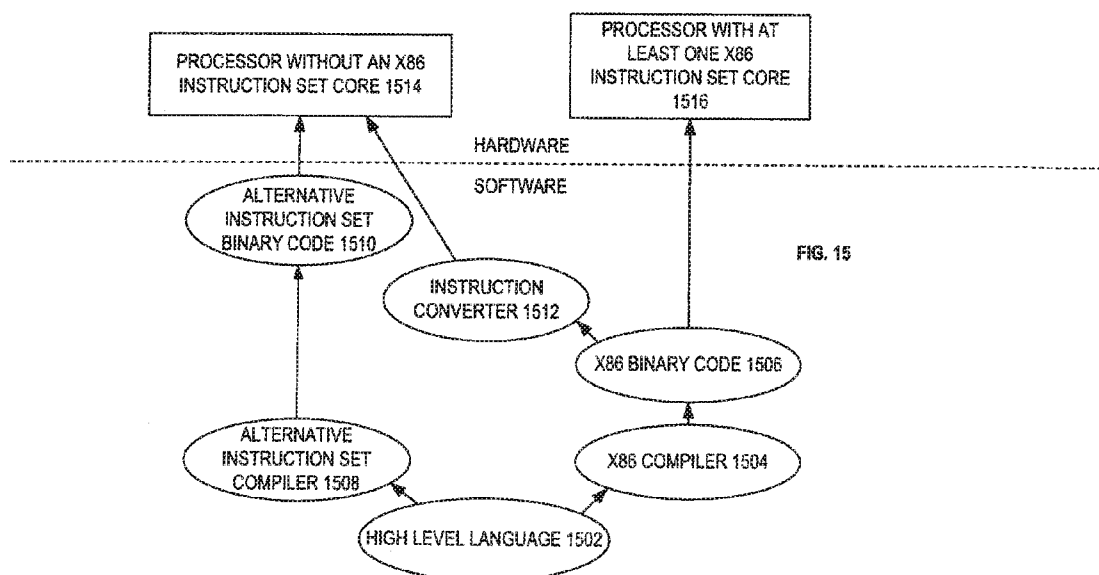 PROCESSOR WITHOUT AN X86
INSTRUCTION SET CORE 1514
PROCESSOR WITH AT
LEAST ONE X86
INSTRUCTION SET CORE
1516
HARDWARE
SOFTWARE
ALTERNATIVE
INSTRUCTION SET
BINARY CODE 1510
FIG. 15
INSTRUCTION
CONVERTER 1512
X86 BINARY CODE 1506
ALTERNATIVE
INSTRUCTION SET
COMPILER 1508
X86 COMPILER 1504
HIGH LEVEL LANGUAGE 1502